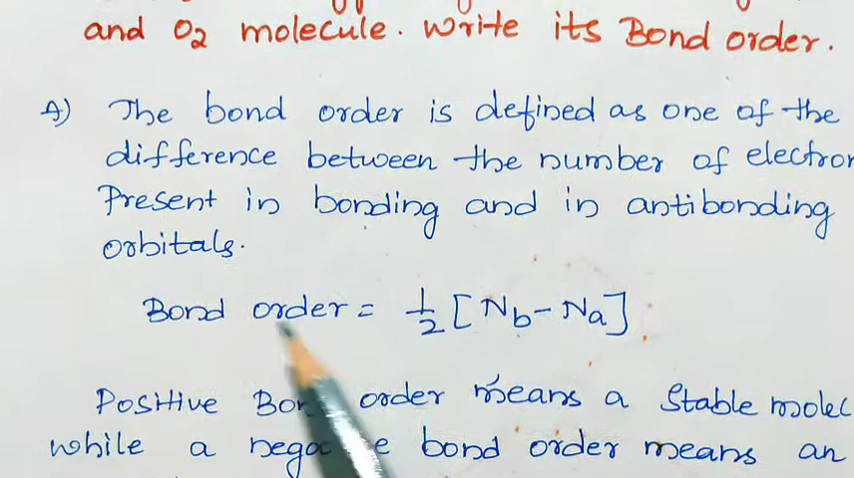 and O2 molecule. Write its Bond order.
A) The bond order is defined as one of the
difference between the number of electron
Present in bonding and in antibonding
orbitals.
Bond order = 1/2 [Nb - Na]
Positive order means a Stable molec
while a bond order means an